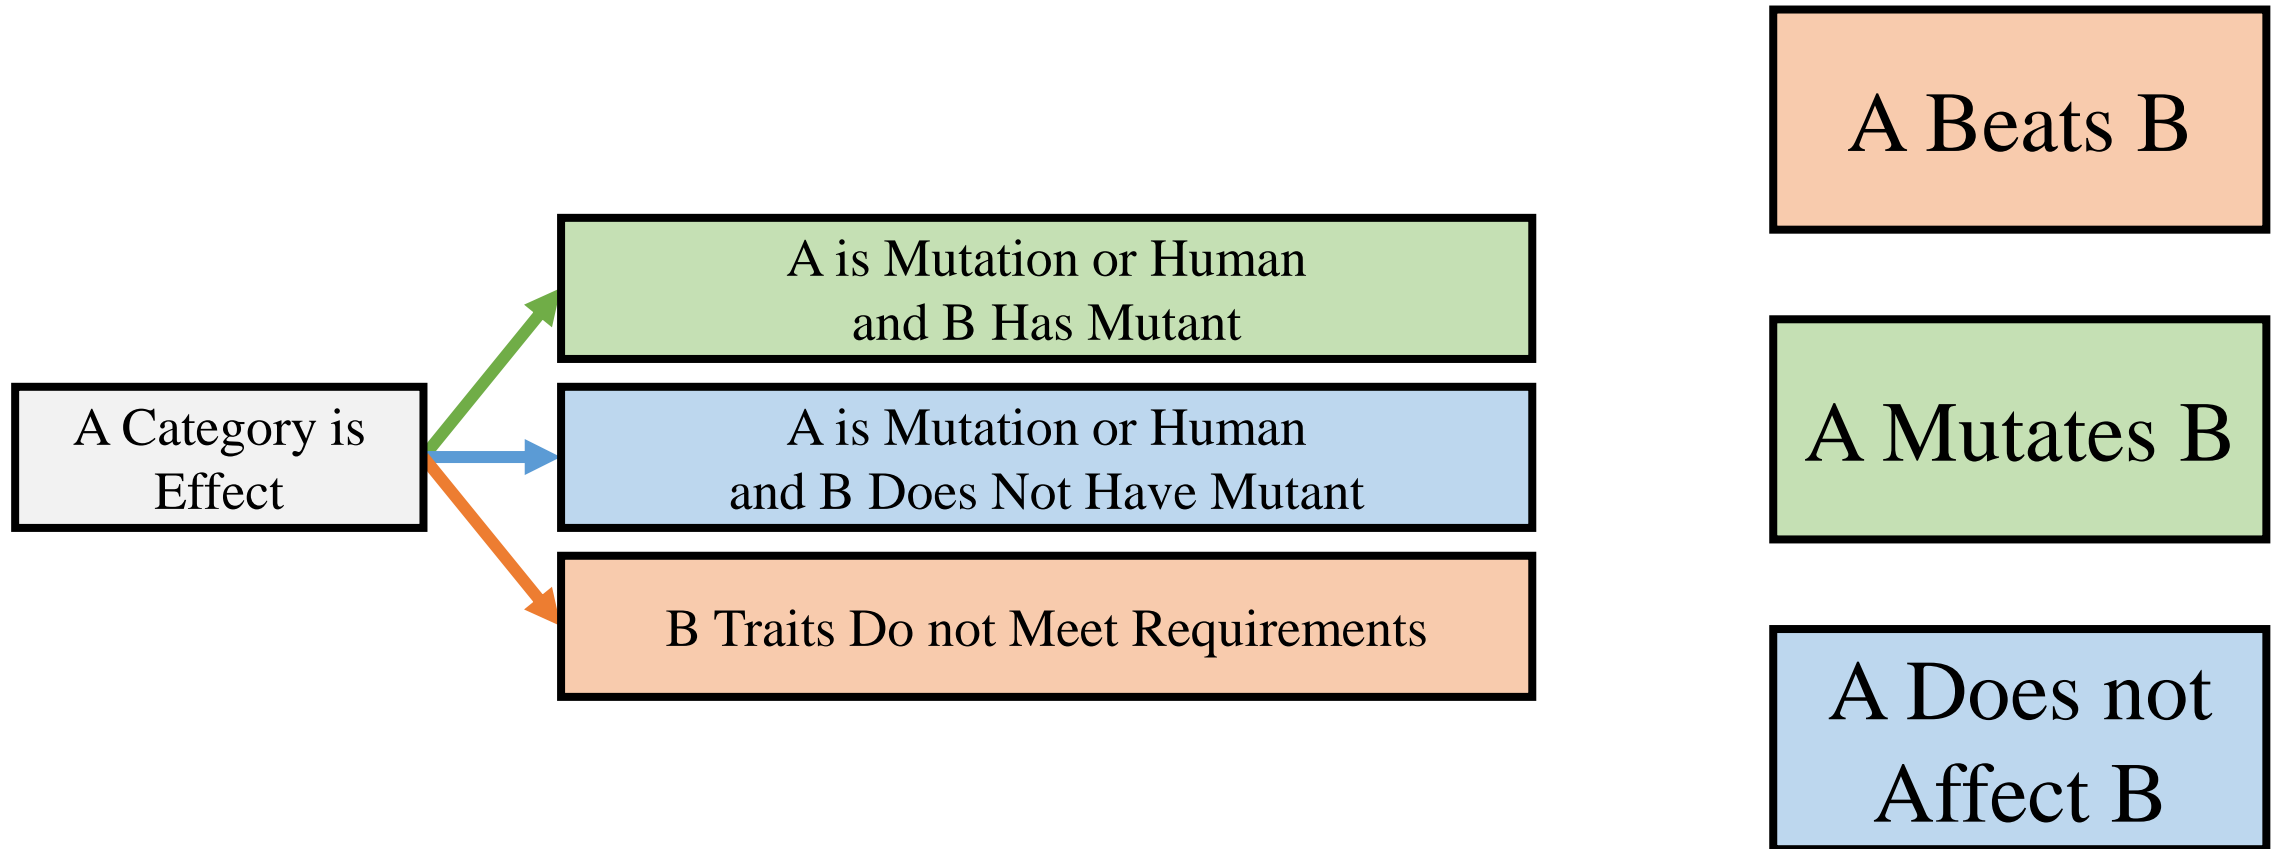 A Category is
Effect
A is Mutation or Human
and B Has Mutant
A is Mutation or Human
and B Does Not Have Mutant
B Traits Do not Meet Requirements
A Beats B
A Mutates B
A Does not
Affect B